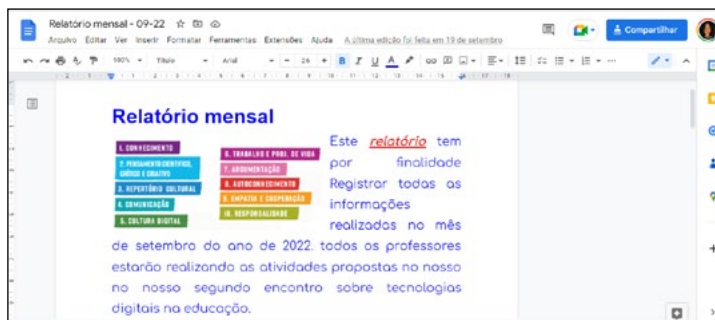 Relatório mensal - 09-22
Arquivo Editar Ver Inserir Formatar Ferramentas Extensões Ajuda A última edição foi feita em 19 de setembro
Compartilhar
100% Título Arial 26 B I U A
Relatório mensal
1. CONHECIMENTO
2. PENSAMENTO CIENTÍFICO,
CRÍTICO E CRIATIVO
3. REPERTÓRIO CULTURAL
4. COMUNICAÇÃO
5. CULTURA DIGITAL
6. TRABALHO E PROJ. DE VIDA
7. ARGUMENTAÇÃO
8. AUTOCONHECIMENTO
9. EMPATIA E COOPERAÇÃO
10. RESPONSALIDADE
Este relatório tem
por finalidade
Registrar todas as
informações
realizadas no mês
de setembro do ano de 2022. todos os professores
estarão realizando as atividades propostas no nosso
no nosso segundo encontro sobre tecnologias
digitais na educação.